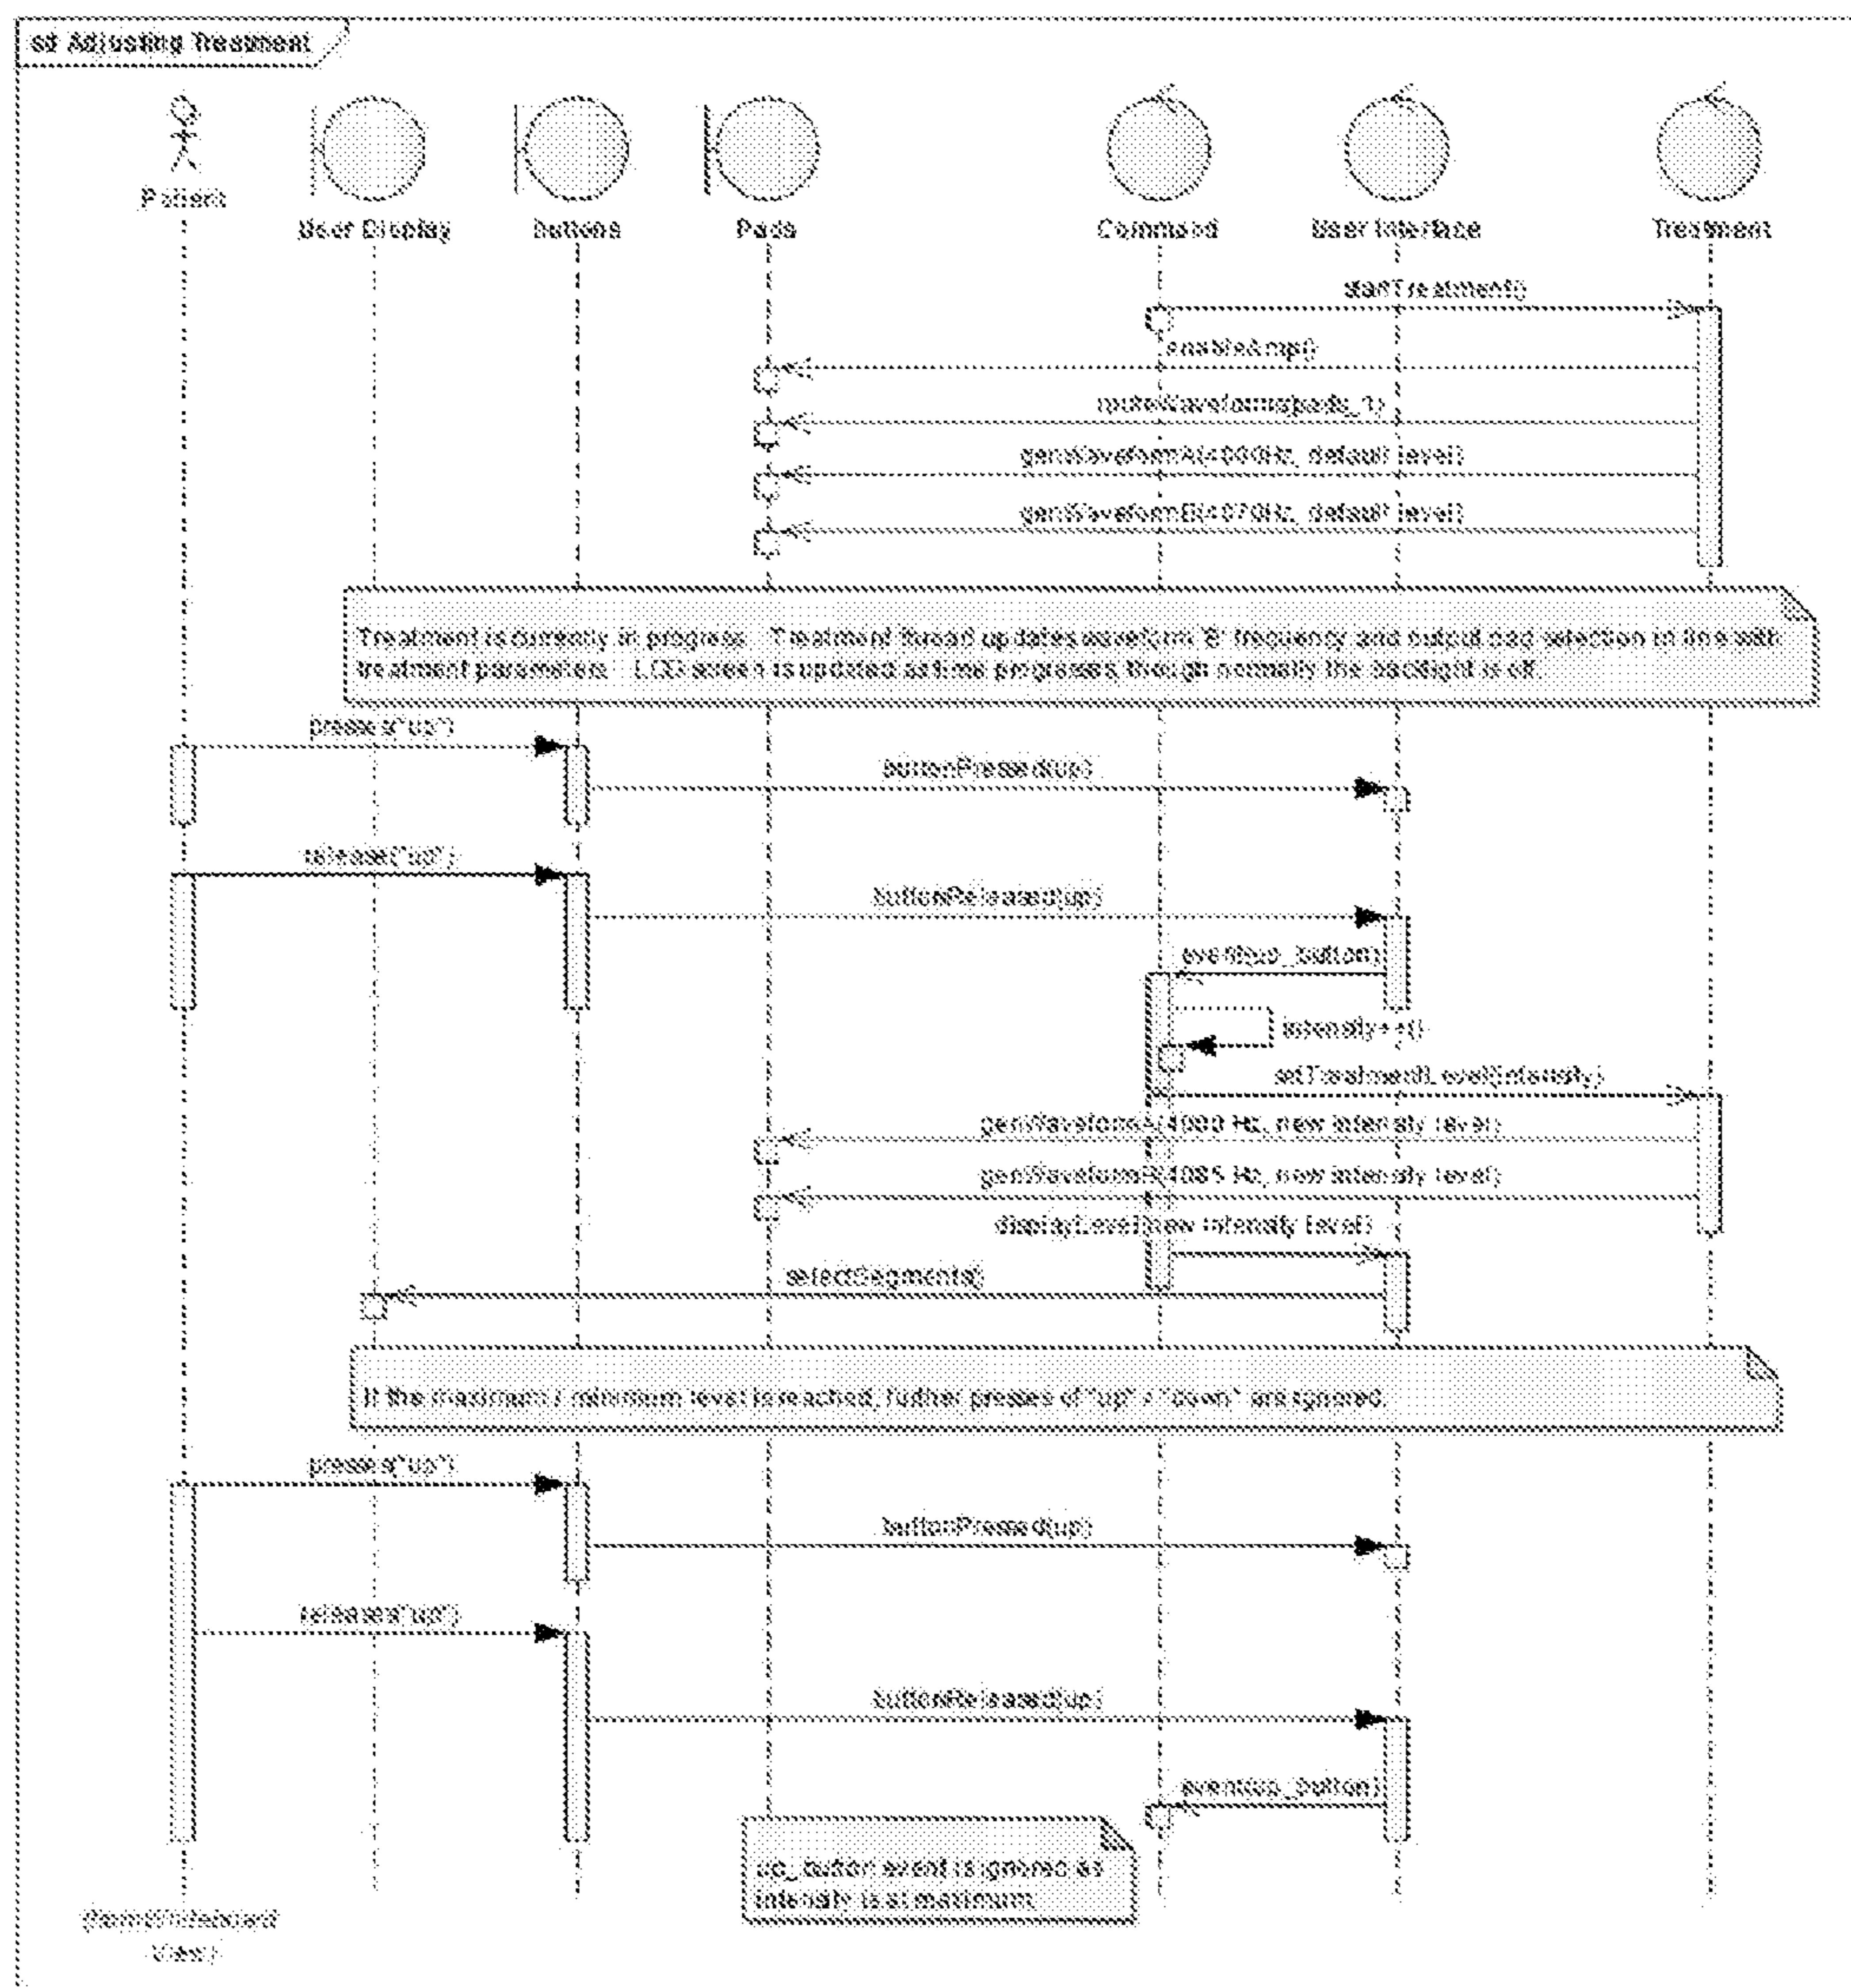 sd Adjusting Treatment
Patient
User Display
buttons
Pads
Command
User Interface
Treatment
startTreatment()
enableAmp()
routeWaveforms(pads_1)
genWaveformA(4000Hz, default level)
genWaveformB(4070Hz, default level)
Treatment is currently in progress. Treatment thread updates waveform 'B' frequency and output pad selection in line with
treatment parameters. LCD screen is updated as time progresses, though normally the backlight is off.
presses("up")
buttonPressed(up)
release("up")
buttonReleased(up)
event(up_button)
intensity++()
setTreatmentLevel(intensity)
genWaveformA(4000 Hz, new intensity level)
genWaveformB(4085 Hz, new intensity level)
displayLevel(new intensity level)
selectSegments()
If the maximum / minimum level is reached, further presses of "up" / "down" are ignored.
presses("up")
buttonPressed(up)
releases("up")
buttonReleased(up)
event(up_button)
up_button event is ignored as
intensity is at maximum
View)